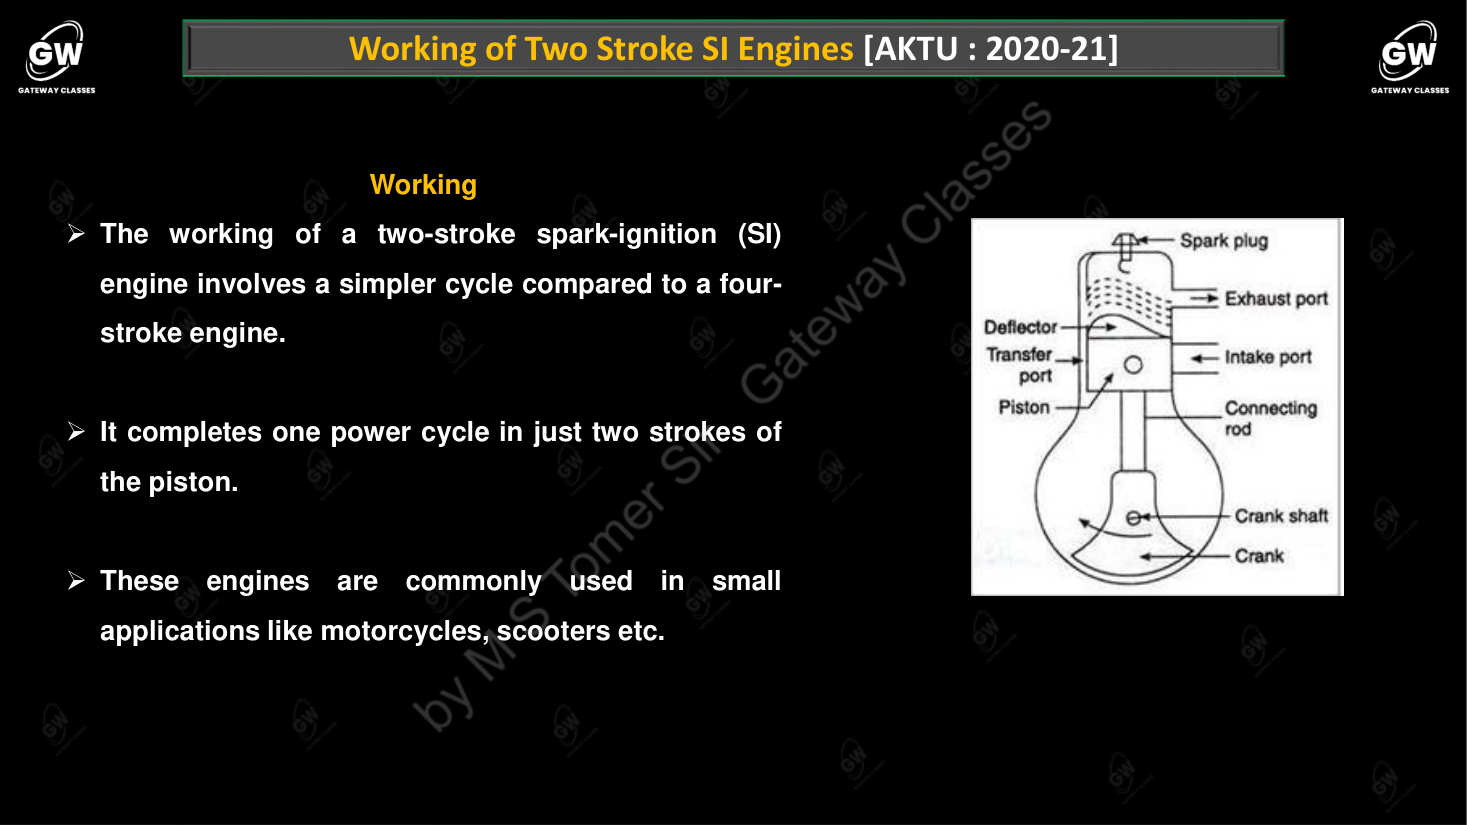 GW
GATEWAY CLASSES
Working of Two Stroke SI Engines [AKTU : 2020-21]
GW
GATEWAY CLASSES
Working
➢ The working of a two-stroke spark-ignition (SI)
engine involves a simpler cycle compared to a four-
stroke engine.
➢ It completes one power cycle in just two strokes of
the piston.
➢ These engines are commonly used in small
applications like motorcycles, scooters etc.
Spark plug
Exhaust port
Deflector
Transfer
port
Intake port
Piston
Connecting
rod
Crank shaft
Crank
by M S Tomer Sir Gateway Classes